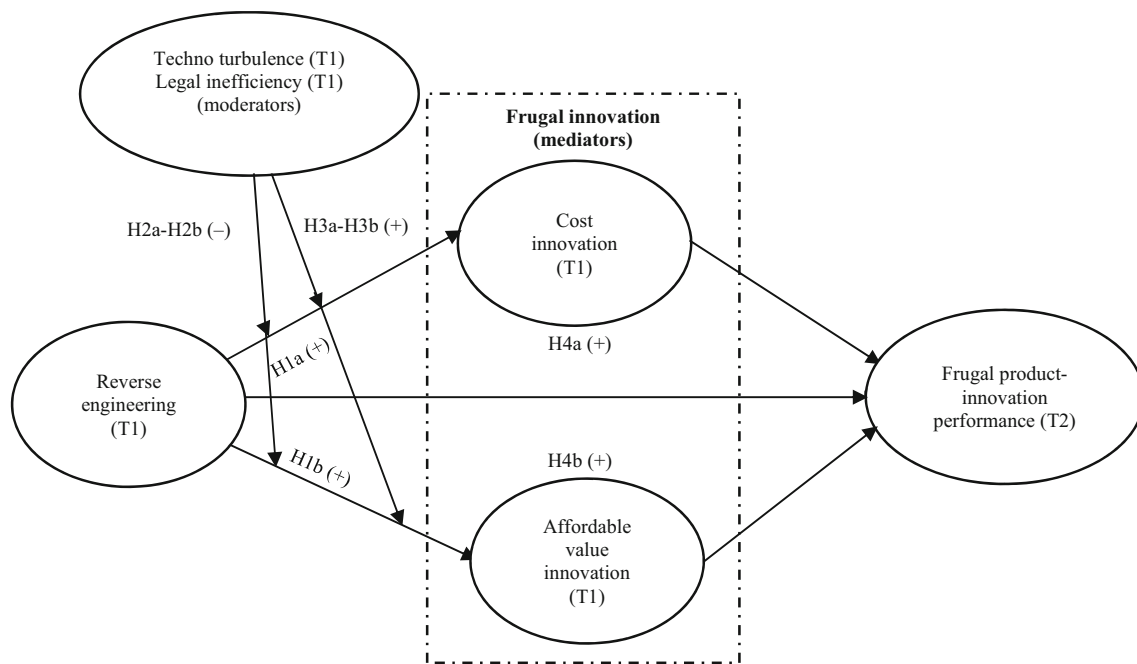 Techno turbulence (T1)
Legal inefficiency (T1)
(moderators)
Frugal innovation
(mediators)
H2a-H2b (–)
H3a-H3b (+)
Cost
innovation
(T1)
H1a (+)
H4a (+)
Reverse
engineering
(T1)
Frugal product-
innovation
performance (T2)
H1b (+)
H4b (+)
Affordable
value
innovation
(T1)